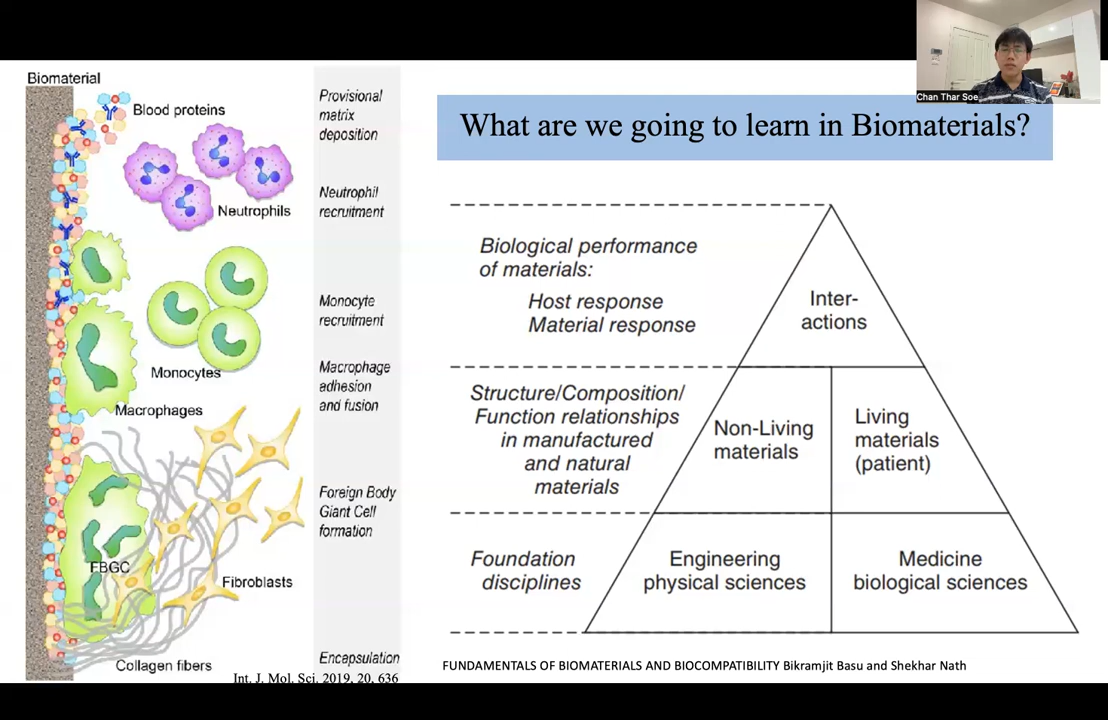 Chan Thar Soe
Biomaterial
Blood proteins
Neutrophils
Monocytes
Macrophages
FBGC
Fibroblasts
Collagen fibers
Provisional
matrix
deposition
Neutrophil
recruitment
Monocyte
recruitment
Macrophage
adhesion
and fusion
Foreign Body
Giant Cell
formation
Encapsulation
Int. J. Mol. Sci. 2019, 20, 636
What are we going to learn in Biomaterials?
Biological performance
of materials:
Host response
Material response
Inter-
actions
Structure/Composition/
Function relationships
in manufactured
and natural
materials
Non-Living
materials
Living
materials
(patient)
Foundation
disciplines
Engineering
physical sciences
Medicine
biological sciences
FUNDAMENTALS OF BIOMATERIALS AND BIOCOMPATIBILITY Bikramjit Basu and Shekhar Nath